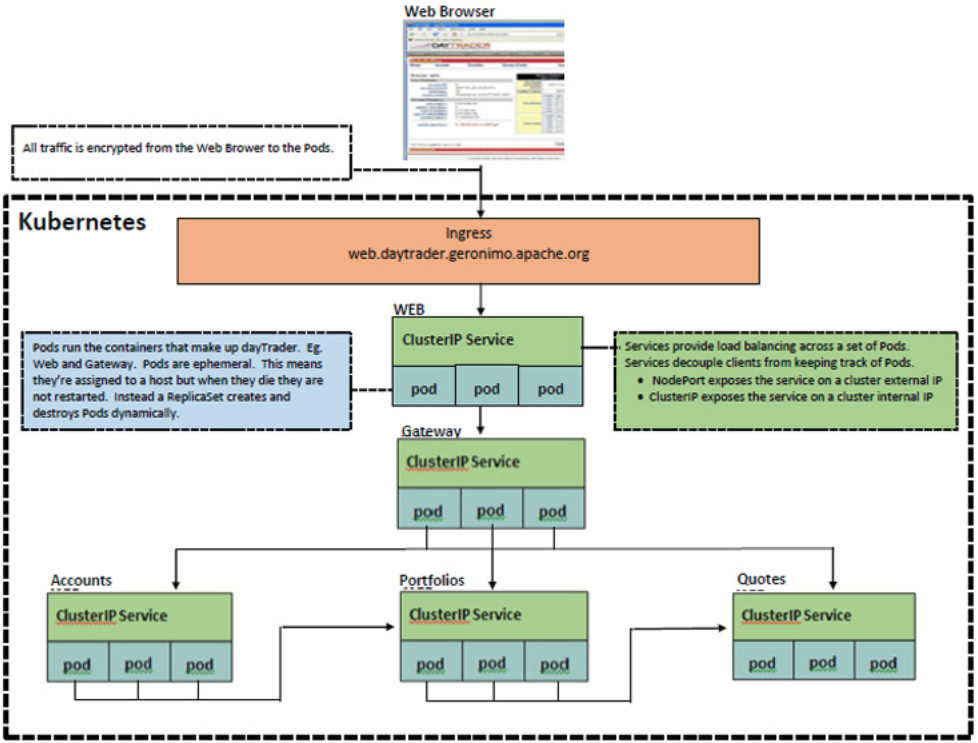 Web Browser
DAYTRADER
All traffic is encrypted from the Web Brower to the Pods.
Kubernetes
Ingress
web.daytrader.geronimo.apache.org
WEB
ClusterIP Service
pod pod pod
Pods run the containers that make up dayTrader. Eg.
Web and Gateway. Pods are ephemeral. This means
they're assigned to a host but when they die they are
not restarted. Instead a ReplicaSet creates and
destroys Pods dynamically.
Services provide load balancing across a set of Pods.
Services decouple clients from keeping track of Pods.
• NodePort exposes the service on a cluster external IP
• ClusterIP exposes the service on a cluster internal IP
Gateway
ClusterIP Service
pod pod pod
Accounts
ClusterIP Service
pod pod pod
Portfolios
ClusterIP Service
pod pod pod
Quotes
ClusterIP Service
pod pod pod